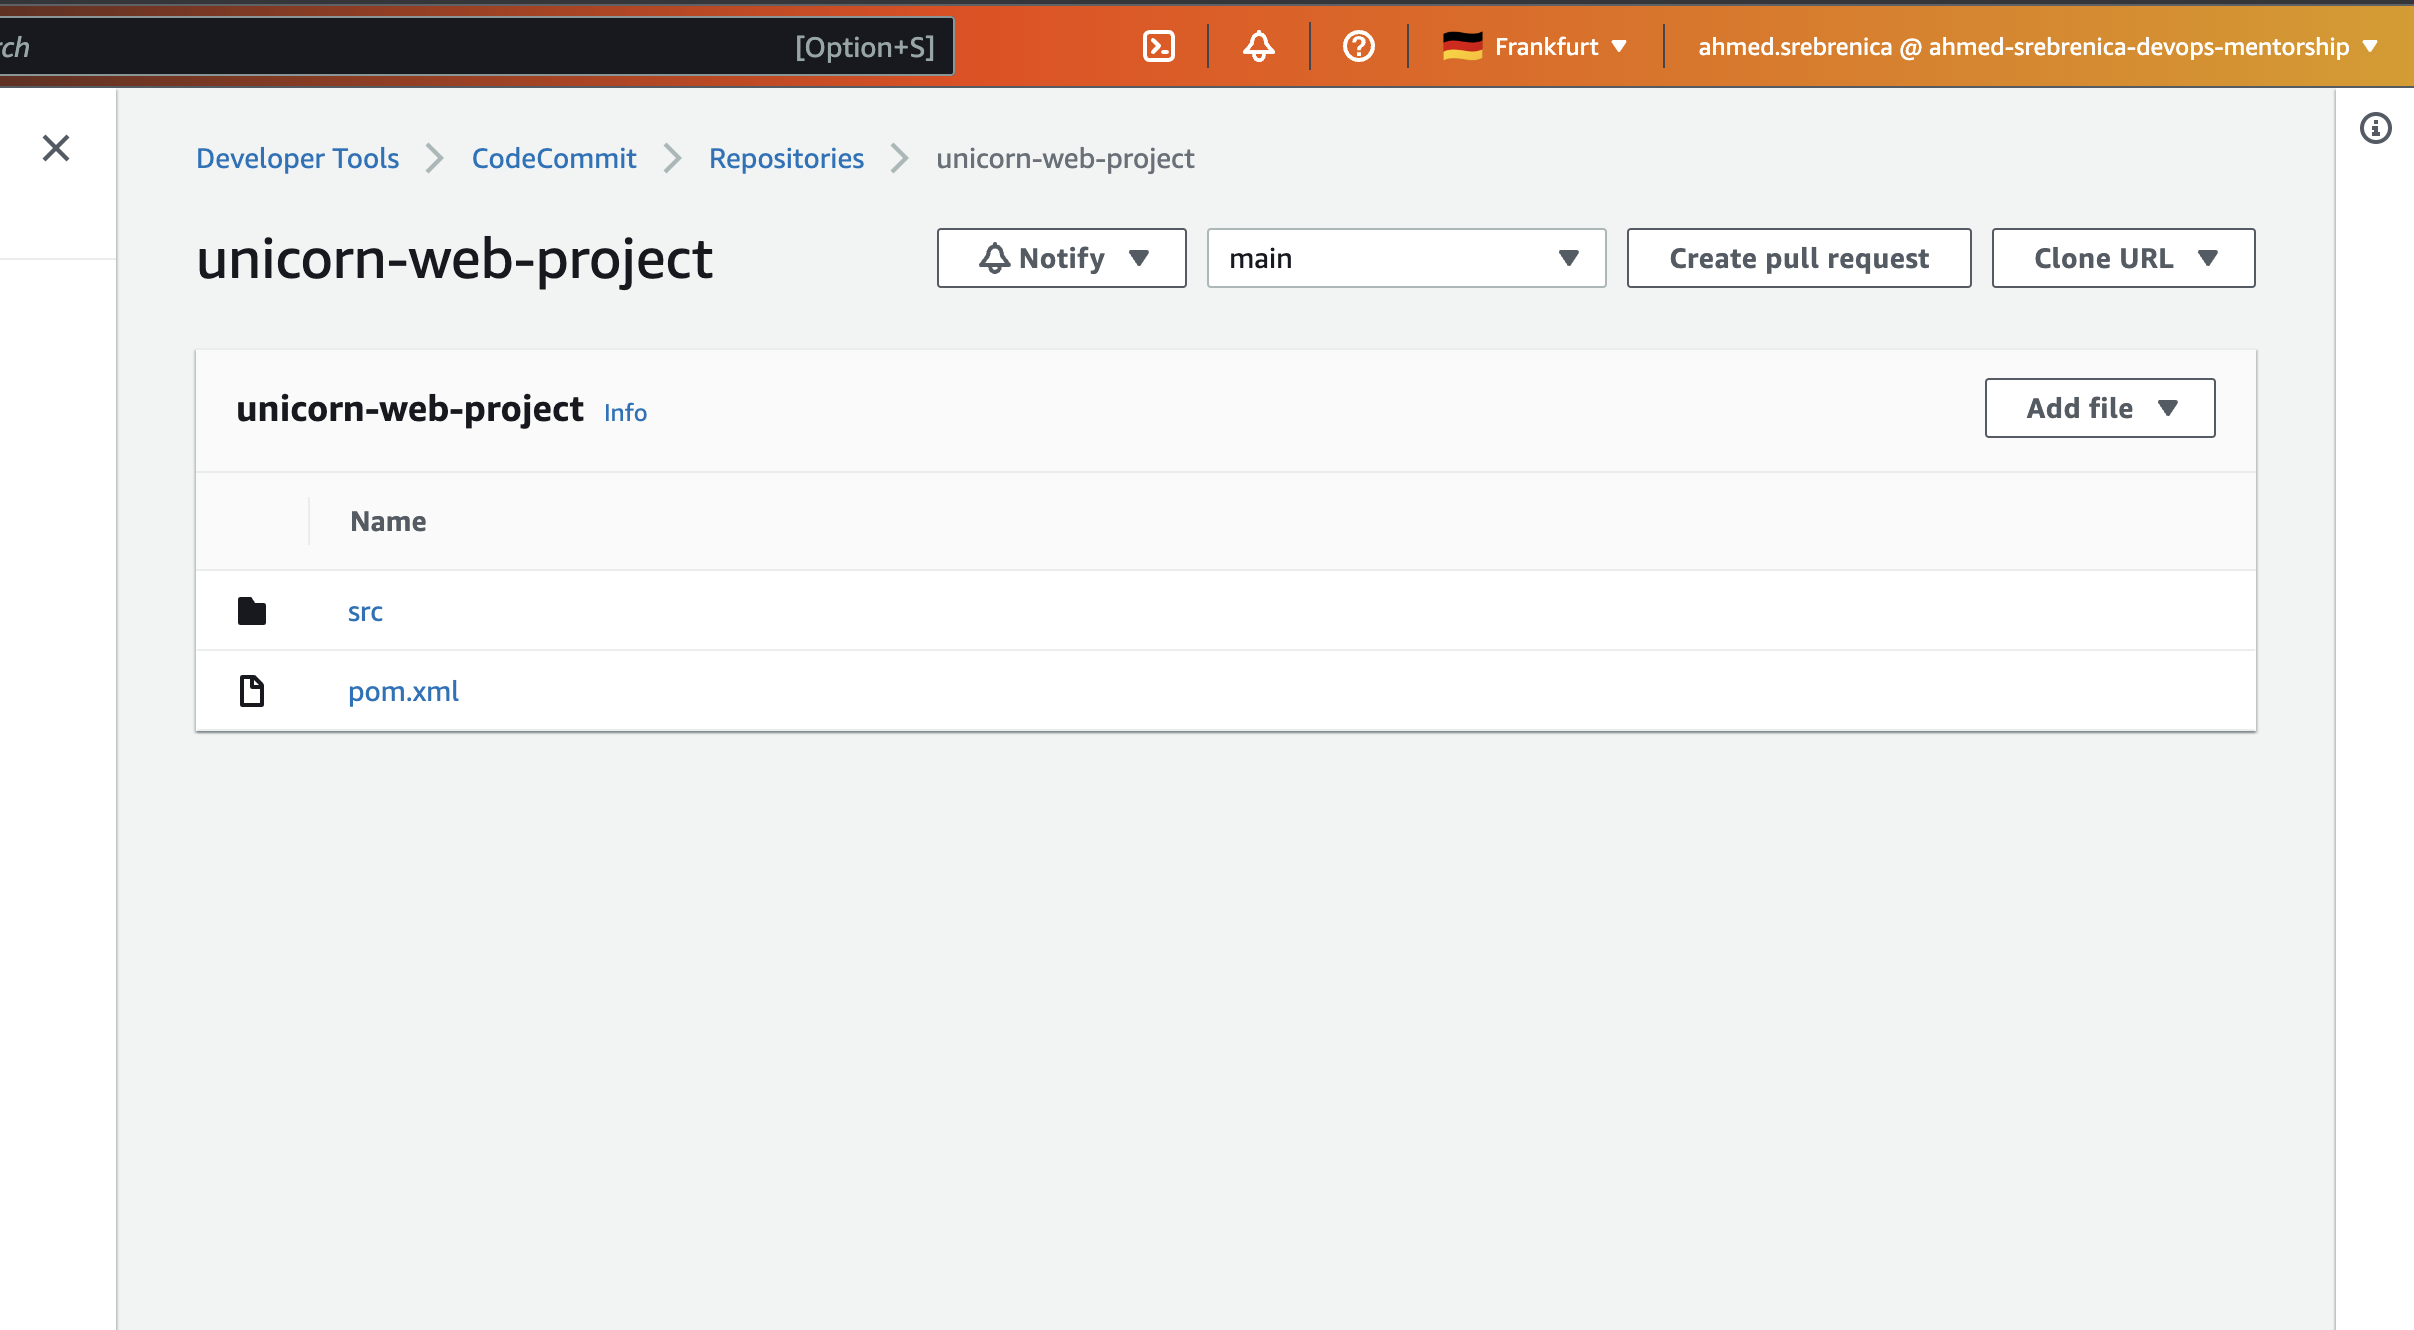 [Option+S]
Frankfurt
ahmed.srebrenica @ ahmed-srebrenica-devops-mentorship
Developer Tools
CodeCommit
Repositories
unicorn-web-project
unicorn-web-project
Notify
main
Create pull request
Clone URL
unicorn-web-project Info
Add file
Name
src
pom.xml